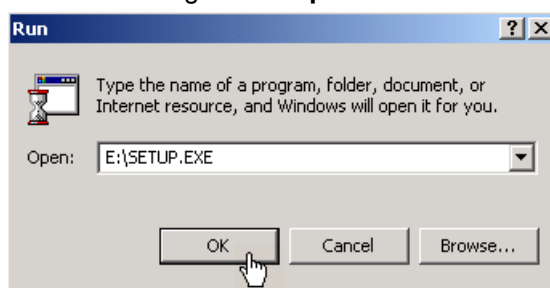 Run
Type the name of a program, folder, document, or
Internet resource, and Windows will open it for you.
Open: E:\SETUP.EXE
OK Cancel Browse...